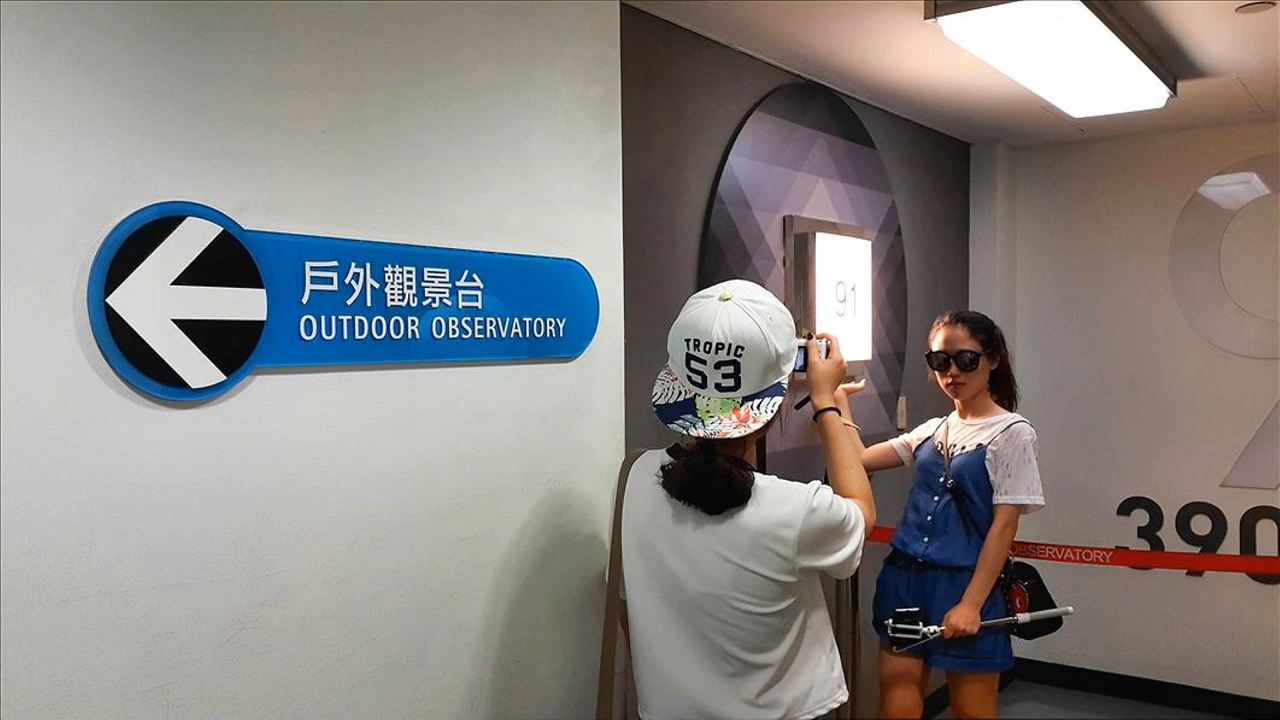 戶外觀景台
OUTDOOR OBSERVATORY
TROPIC
53
91
OBSERVATORY
390